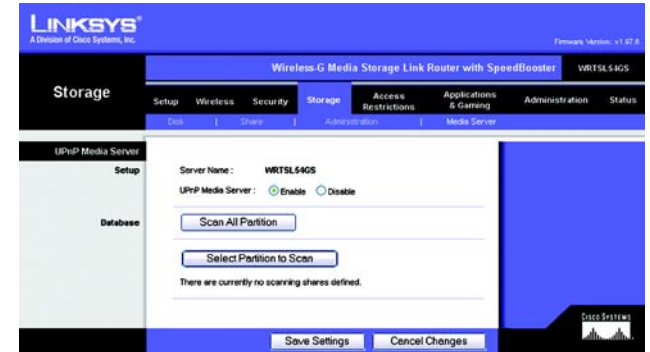 LINKSYS®
A Division of Cisco Systems, Inc.
Firmware Version: v1.97.6
Wireless-G Media Storage Link Router with SpeedBooster
WRTSL54GS
Storage
Setup Wireless Security Storage Access Restrictions Applications & Gaming Administration Status
Disk | Share | Administration | Media Server
UPnP Media Server
Setup
Server Name : WRTSL54GS
UPnP Media Server : Enable Disable
Database
Scan All Partition
Select Partition to Scan
There are currently no scanning shares defined.
Save Settings Cancel Changes
CISCO SYSTEMS